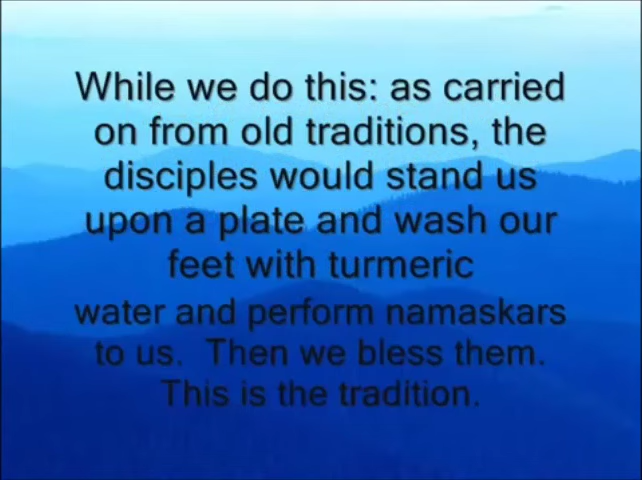 While we do this: as carried
on from old traditions, the
disciples would stand us
upon a plate and wash our
feet with turmeric
water and perform namaskars
to us. Then we bless them.
This is the tradition.